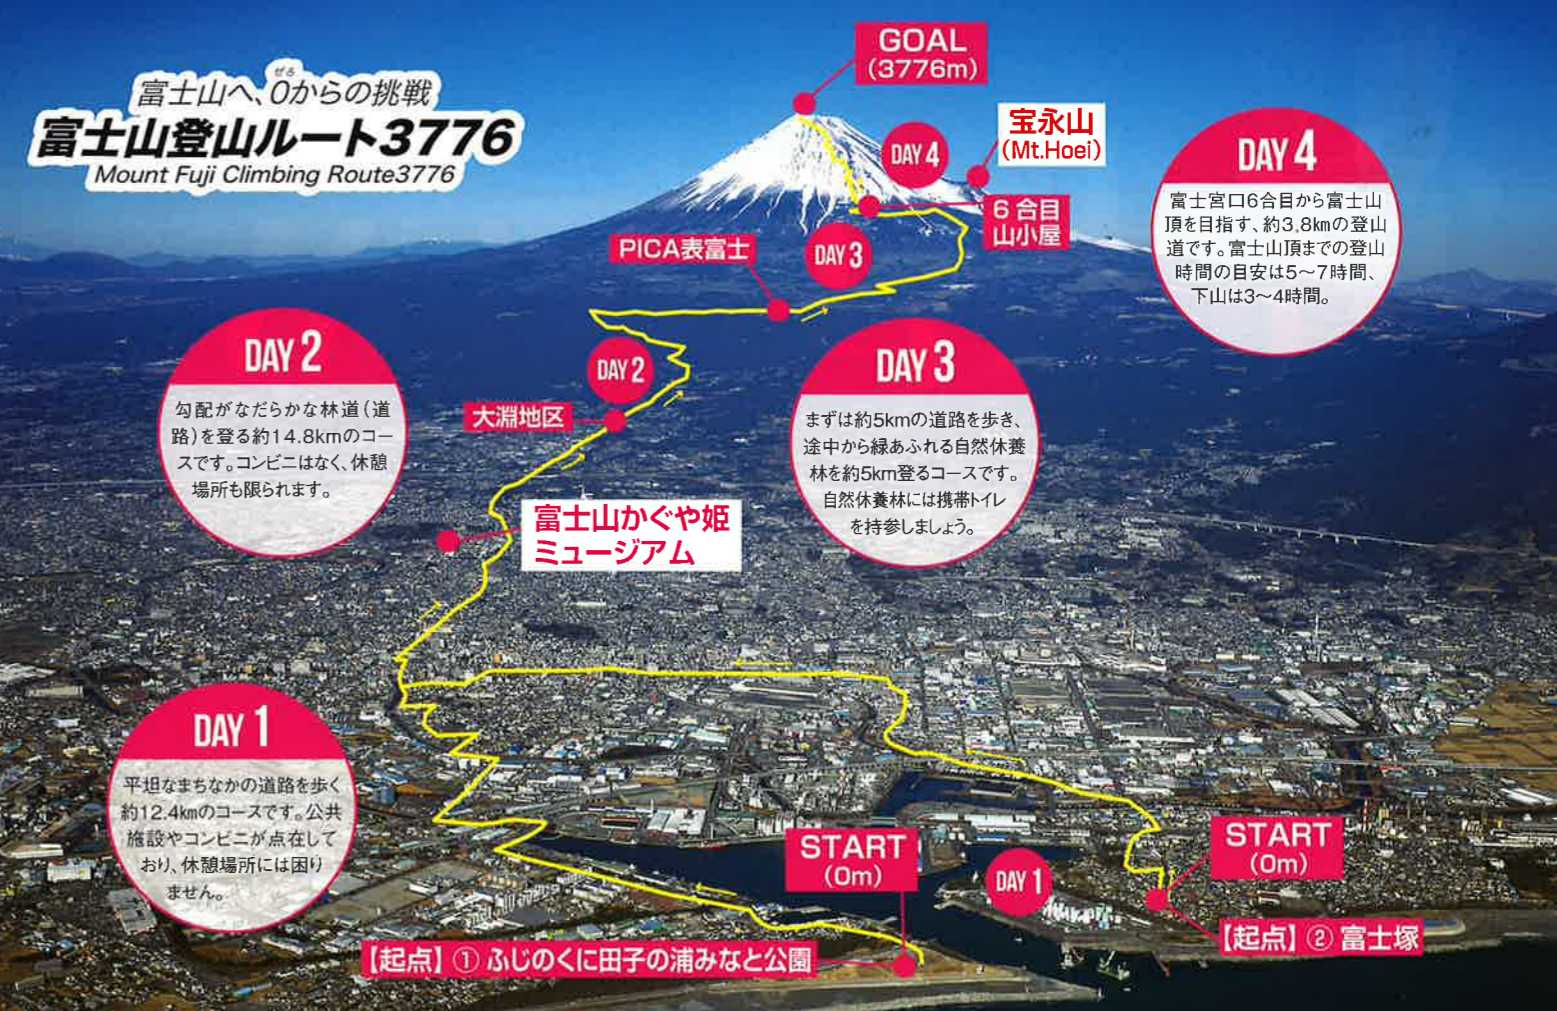 富士山へ、0からの挑戦
ぜろ
富士山登山ルート3776
Mount Fuji Climbing Route3776
GOAL
(3776m)
宝永山
(Mt.Hoei)
DAY 4
6合目
山小屋
PICA表富士
DAY 3
DAY 4
富士宮口6合目から富士山
頂を目指す、約3.8kmの登山
道です。富士山頂までの登山
時間の目安は5～7時間、
下山は3～4時間。
DAY 2
勾配がなだらかな林道(道
路)を登る約14.8kmのコー
スです。コンビニはなく、休憩
場所も限られます。
DAY 2
大淵地区
DAY 3
まずは約5kmの道路を歩き、
途中から緑あふれる自然休養
林を約5km登るコースです。
自然休養林には携帯トイレ
を持参しましょう。
富士山かぐや姫
ミュージアム
DAY 1
平坦なまちなかの道路を歩く
約12.4kmのコースです。公共
施設やコンビニが点在して
おり、休憩場所には困り
ません。
START
(0m)
DAY 1
START
(0m)
【起点】① ふじのくに田子の浦みなと公園
【起点】② 富士塚